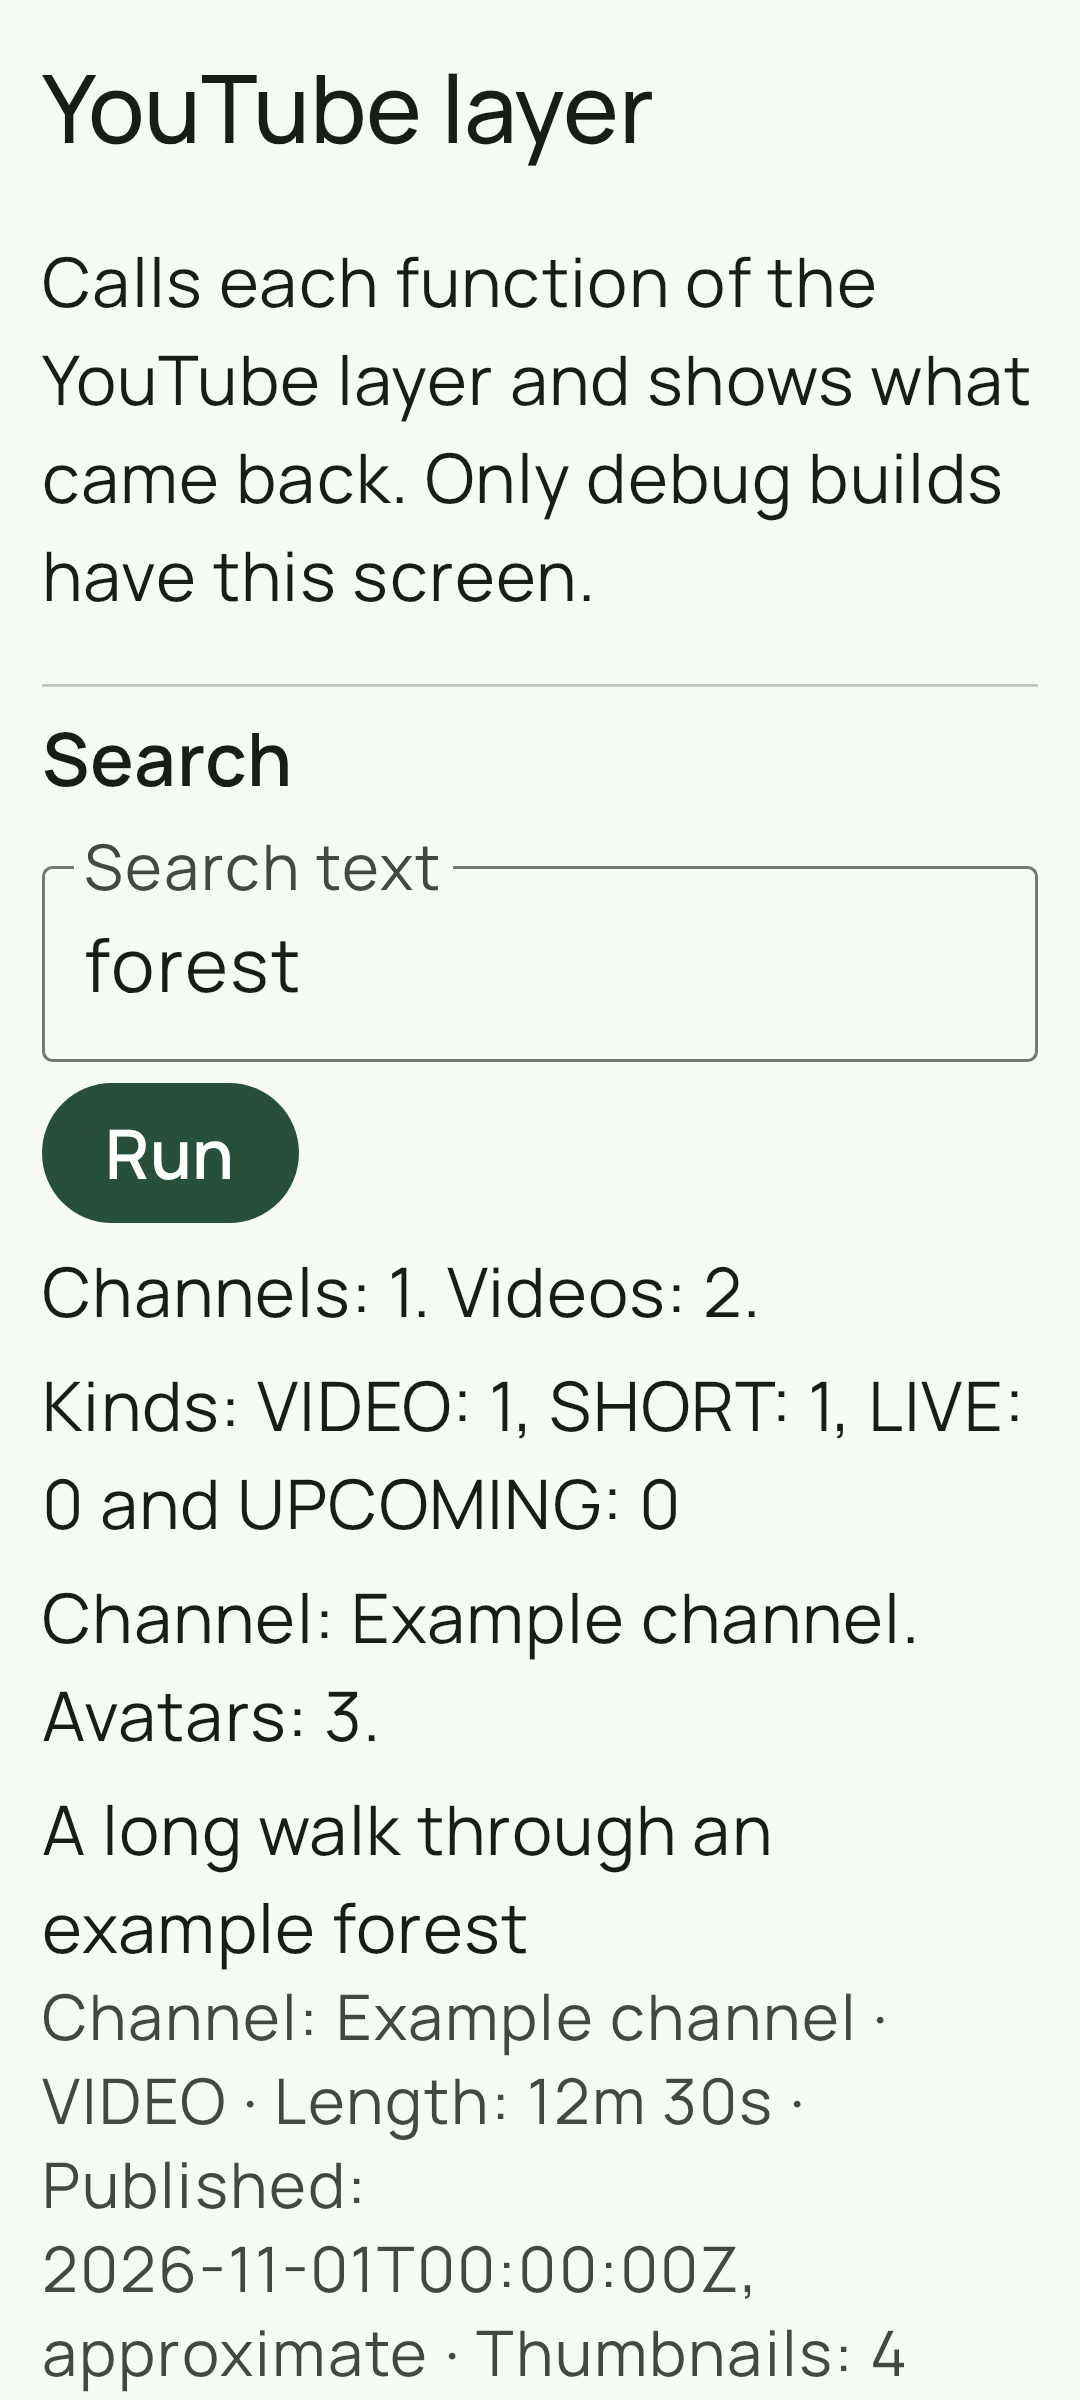 YouTube layer
Calls each function of the
YouTube layer and shows what
came back. Only debug builds
have this screen.
Search
Search text
forest
Run
Channels: 1. Videos: 2.
Kinds: VIDEO: 1, SHORT: 1, LIVE:
0 and UPCOMING: 0
Channel: Example channel.
Avatars: 3.
A long walk through an
example forest
Channel: Example channel ·
VIDEO · Length: 12m 30s ·
Published:
2026-11-01T00:00:00Z,
approximate · Thumbnails: 4